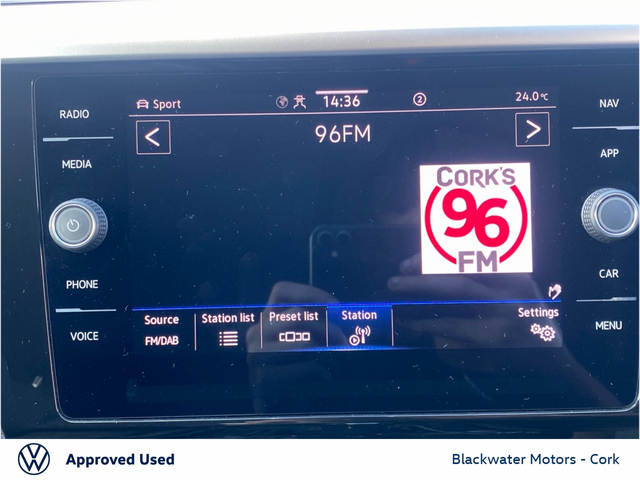 RADIO
MEDIA
PHONE
VOICE
Sport
14:36
2
24.0°C
96FM
CORK'S
96
FM
Source
FM/DAB
Station list
Preset list
Station
Settings
NAV
APP
CAR
MENU
Approved Used
Blackwater Motors - Cork